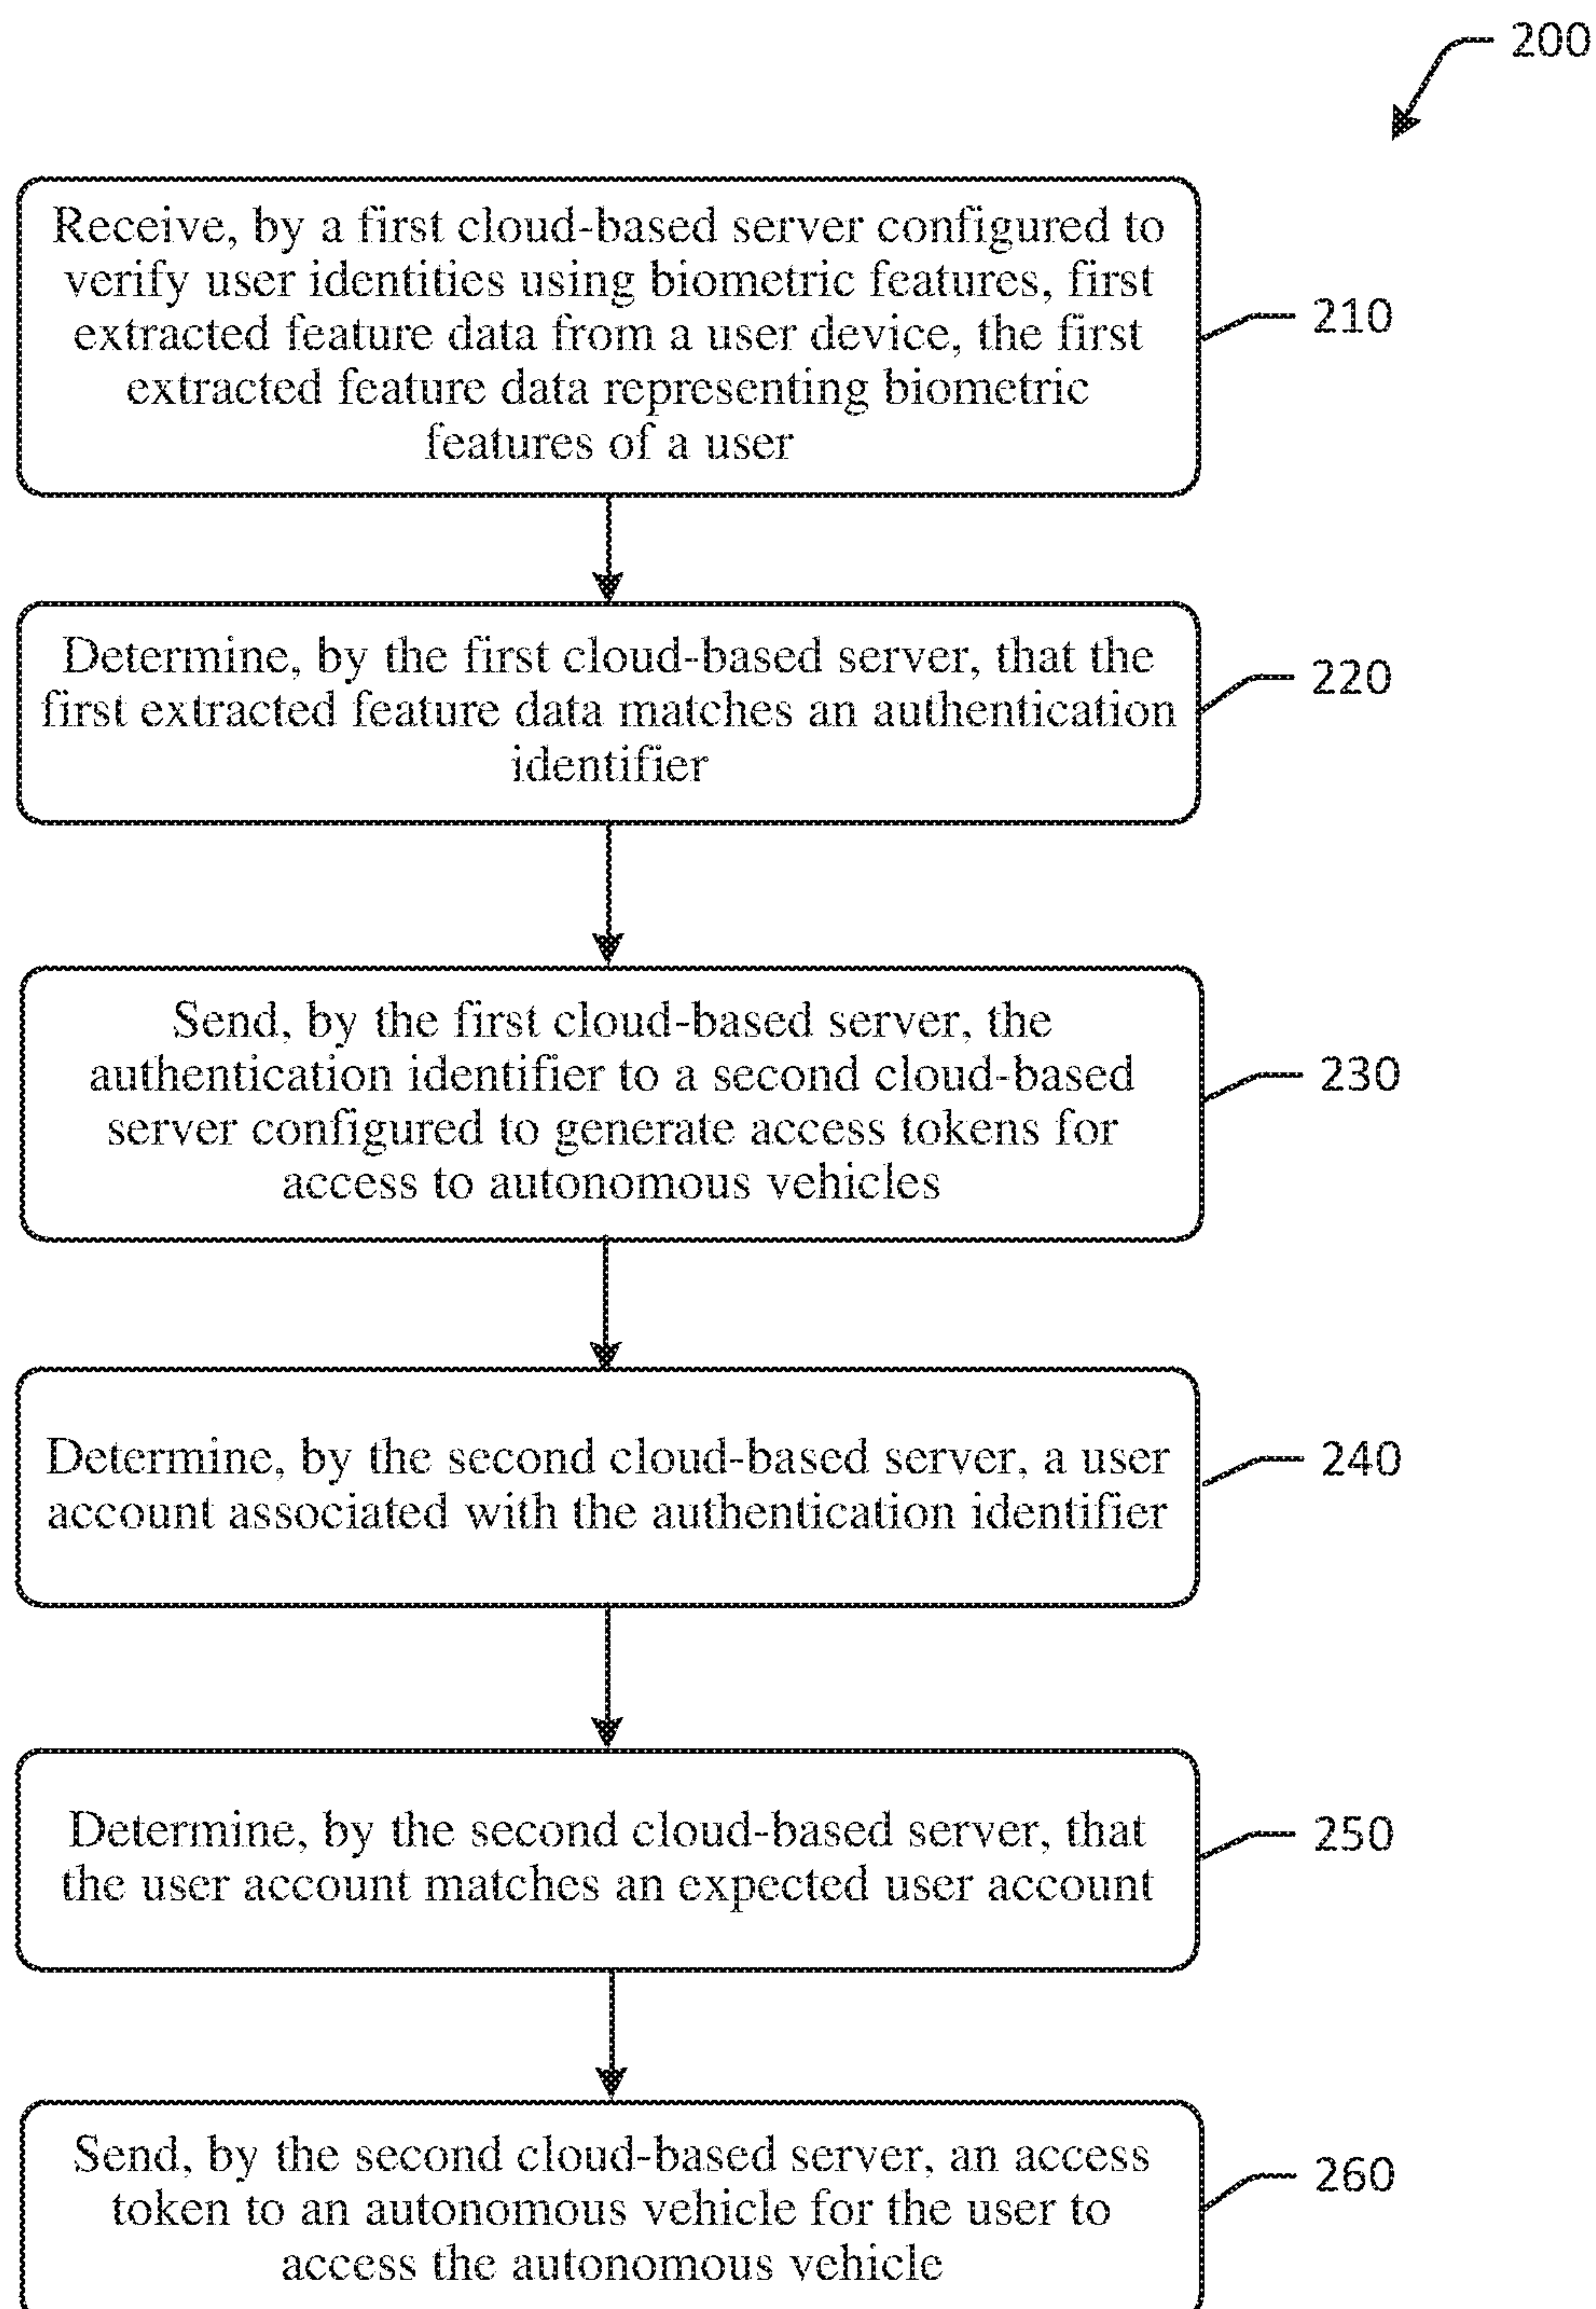 200
Receive, by a first cloud-based server configured to
verify user identities using biometric features, first
extracted feature data from a user device, the first
extracted feature data representing biometric
features of a user
210
Determine, by the first cloud-based server, that the
first extracted feature data matches an authentication
identifier
220
Send, by the first cloud-based server, the
authentication identifier to a second cloud-based
server configured to generate access tokens for
access to autonomous vehicles
230
Determine, by the second cloud-based server, a user
account associated with the authentication identifier
240
Determine, by the second cloud-based server, that
the user account matches an expected user account
250
Send, by the second cloud-based server, an access
token to an autonomous vehicle for the user to
access the autonomous vehicle
260